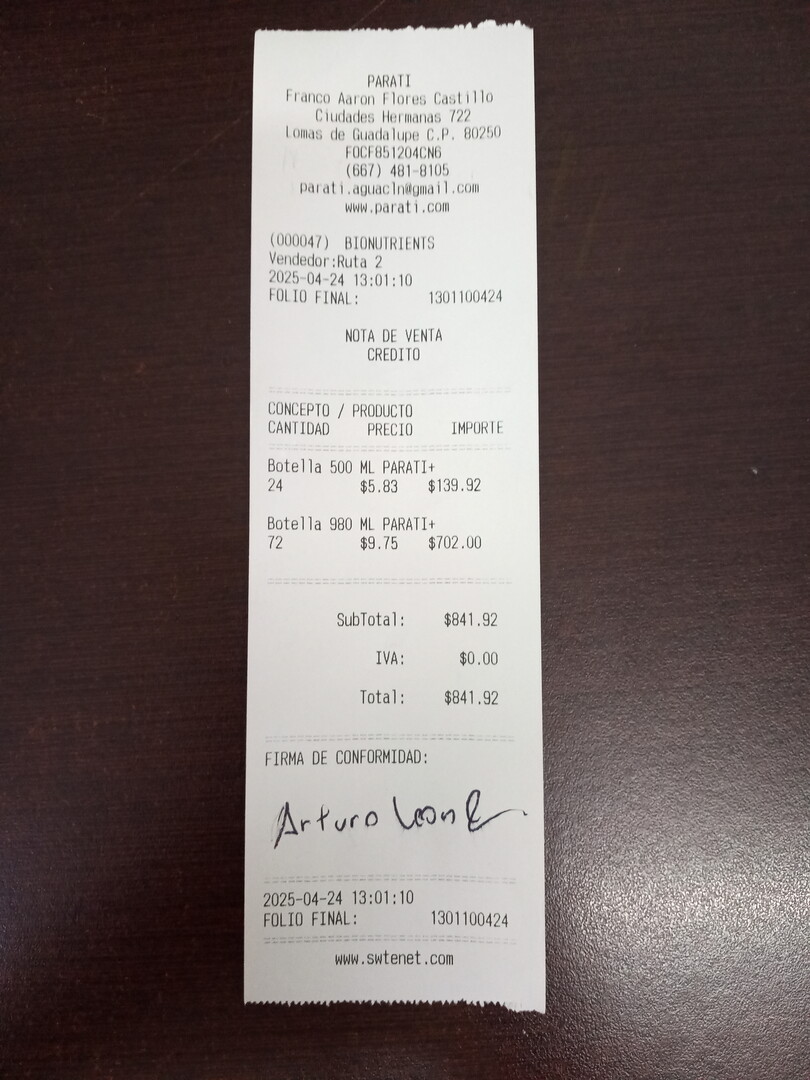 PARATI
Franco Aaron Flores Castillo
Ciudades Hermanas 722
Lomas de Guadalupe C.P. 80250
FOCF851204CN6
(667) 481-8105
parati.aguacln@gmail.com
www.parati.com
(000047) BIONUTRIENTS
Vendedor:Ruta 2
2025-04-24 13:01:10
FOLIO FINAL: 1301100424
NOTA DE VENTA
CREDITO
CONCEPTO / PRODUCTO
CANTIDAD PRECIO IMPORTE
Botella 500 ML PARATI+
24 $5.83 $139.92
Botella 980 ML PARATI+
72 $9.75 $702.00
SubTotal: $841.92
IVA: $0.00
Total: $841.92
FIRMA DE CONFORMIDAD:
Arturo Leon
2025-04-24 13:01:10
FOLIO FINAL: 1301100424
www.swtenet.com